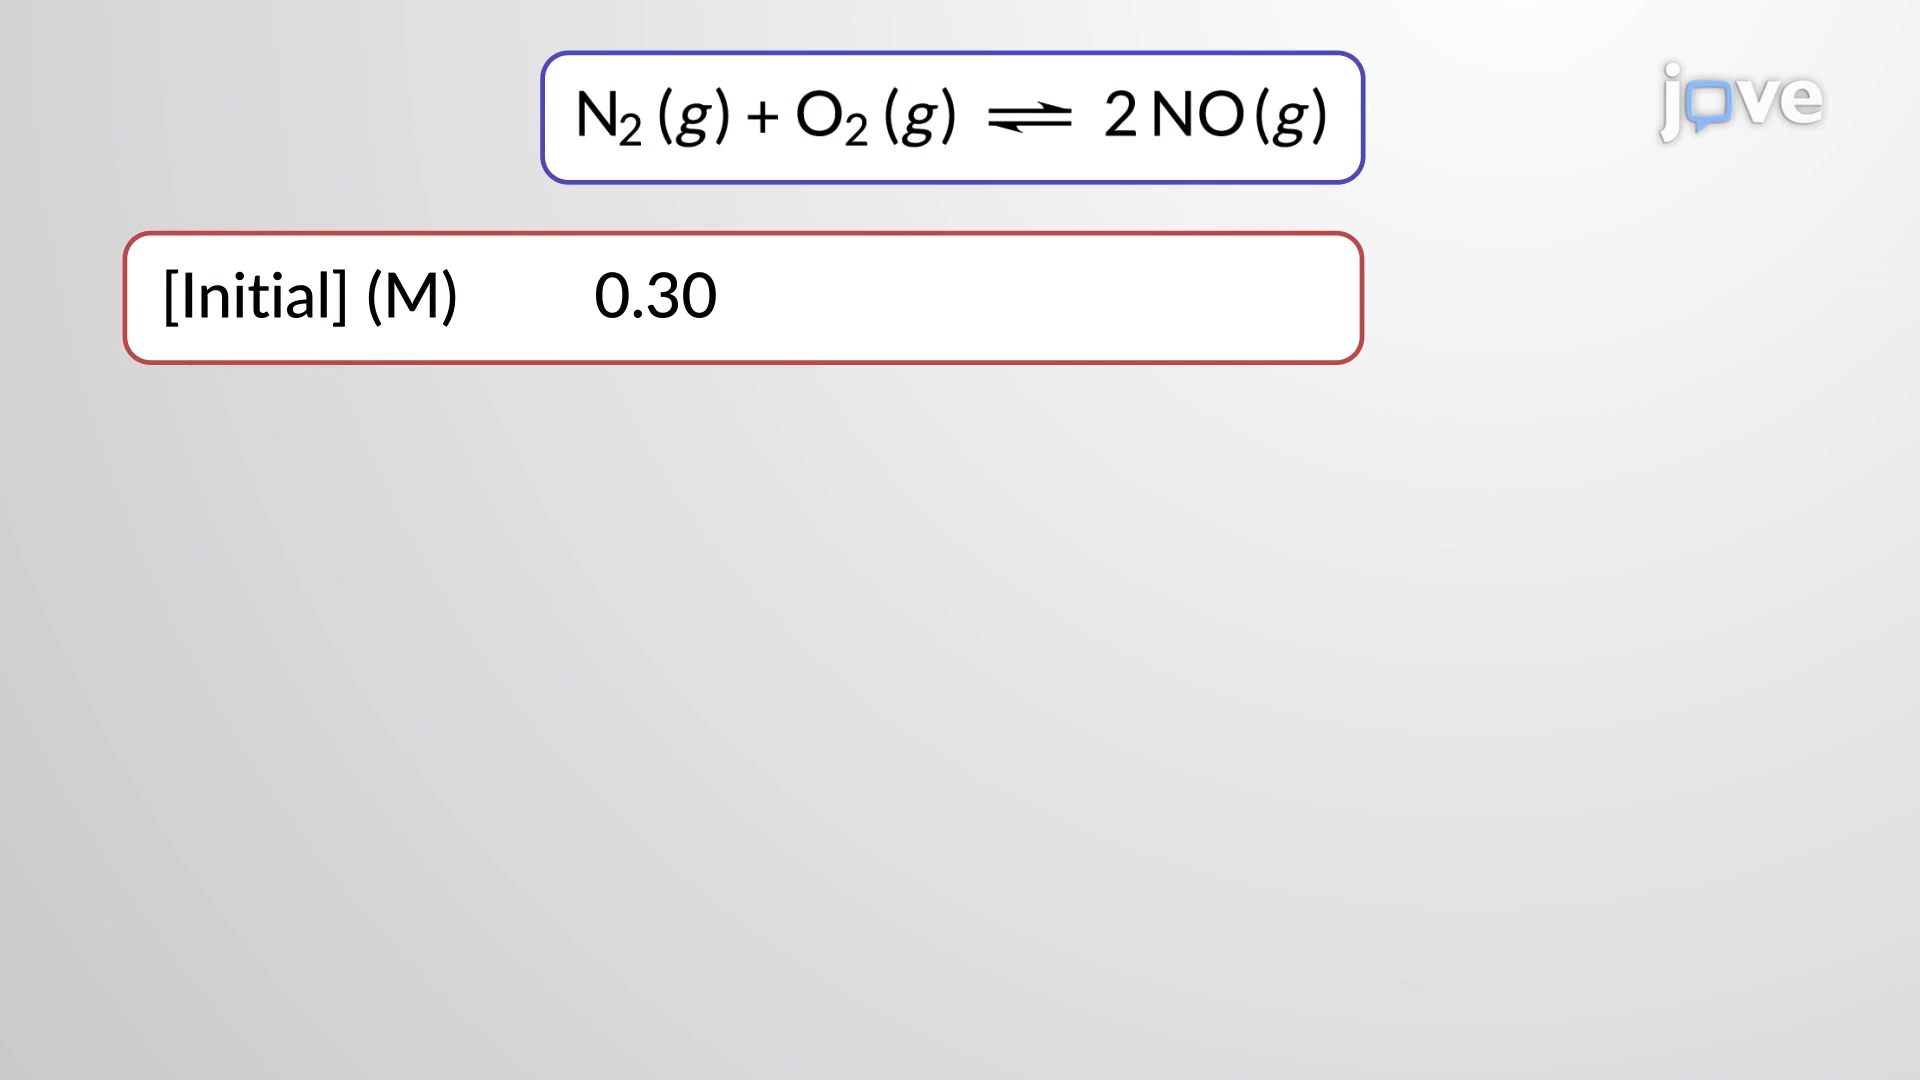 jove
N₂ (g) + O₂ (g) ⇌ 2 NO (g)
[Initial] (M) 0.30